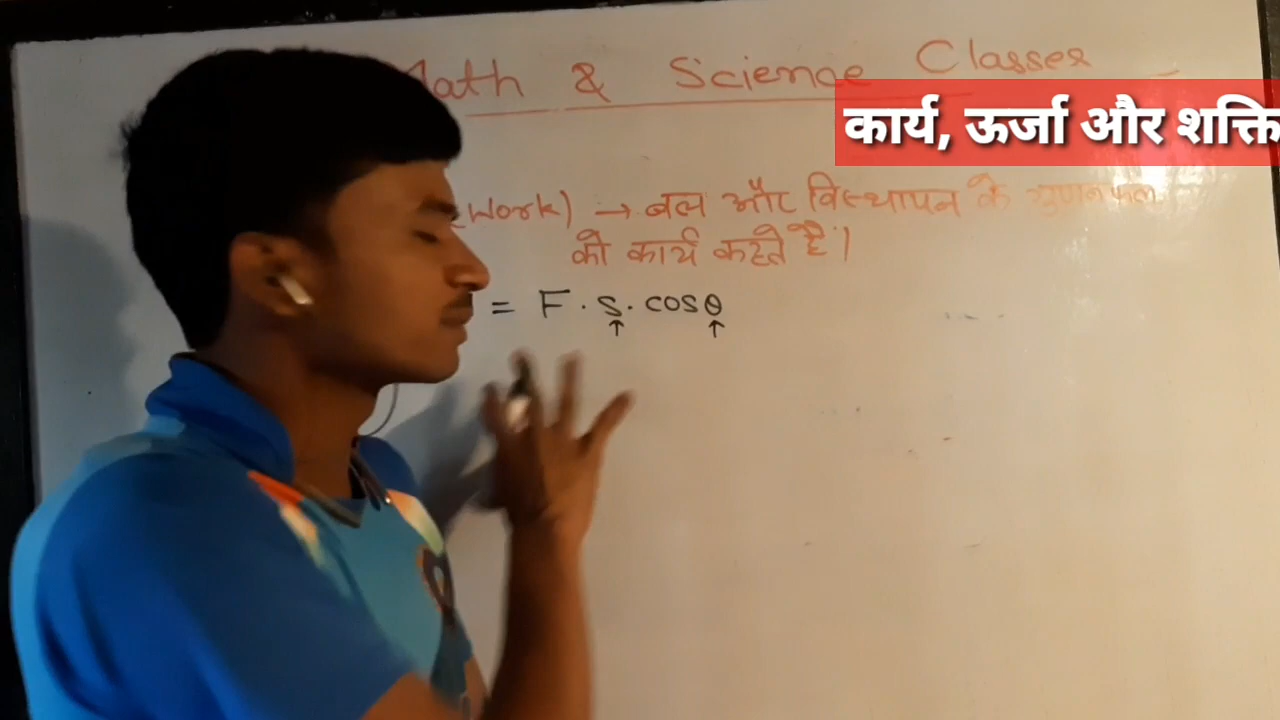 Math & Science Classes
कार्य, ऊर्जा और शक्ति
(Work) → बल और विस्थापन के गुणनफल
को कार्य कहते है।
= F · s · cosθ
↑ ↑